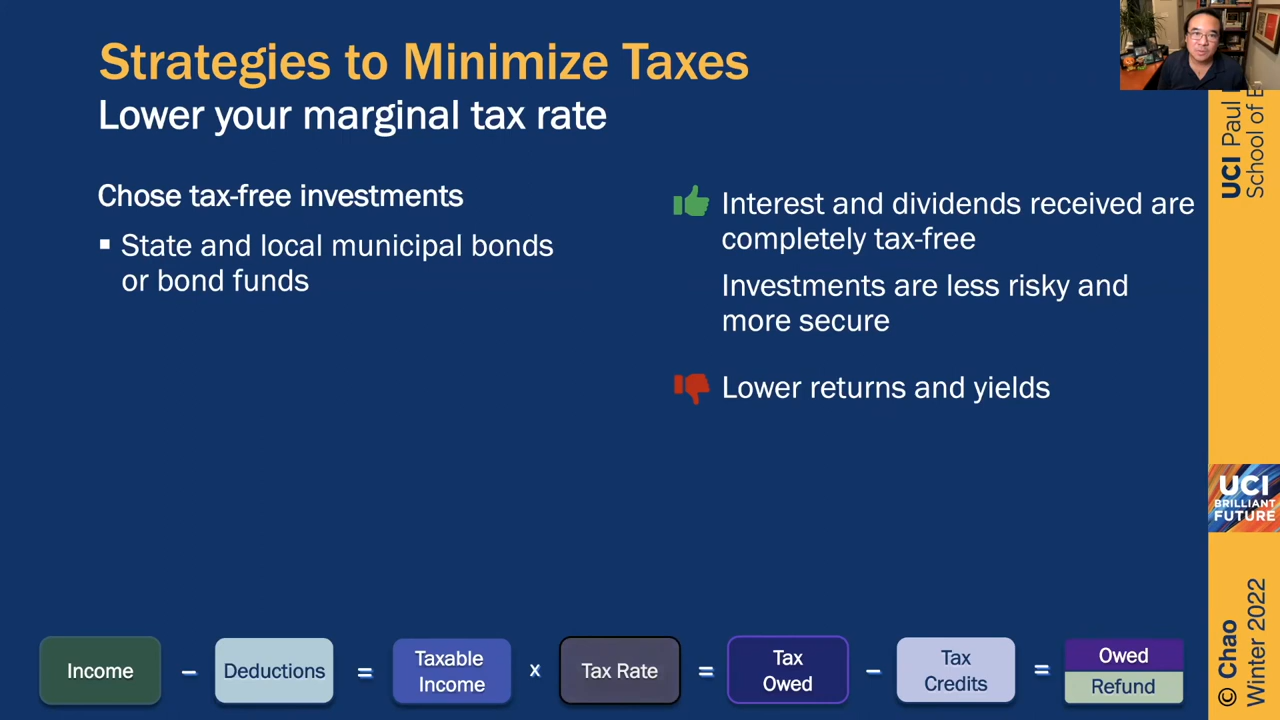 Strategies to Minimize Taxes
Lower your marginal tax rate
Chose tax-free investments
▪ State and local municipal bonds
or bond funds
Interest and dividends received are
completely tax-free
Investments are less risky and
more secure
Lower returns and yields
Income
–
Deductions
=
Taxable
Income
x
Tax Rate
=
Tax
Owed
–
Tax
Credits
=
Owed
Refund
UCI Paul
School of
UCI
BRILLIANT
FUTURE
© Chao
Winter 2022